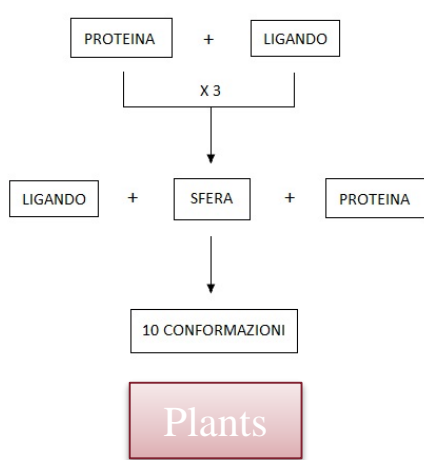 PROTEINA + LIGANDO
X 3
LIGANDO + SFERA + PROTEINA
10 CONFORMAZIONI
Plants